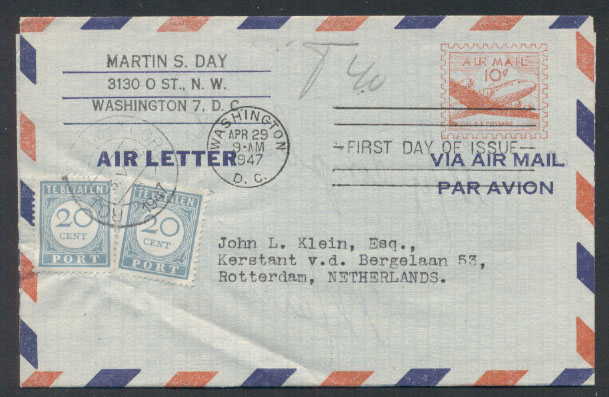 MARTIN S. DAY
3130 O ST., N. W.
WASHINGTON 7, D. C.
T 40
AIR MAIL
10¢
WASHINGTON
APR 29
9-AM
1947
D. C.
FIRST DAY OF ISSUE
AIR LETTER
VIA AIR MAIL
PAR AVION
TE BETALEN
20
CENT
PORT
TE BETALEN
20
CENT
PORT
1947
John L. Klein, Esq.,
Kerstant v.d. Bergelaan 53,
Rotterdam, NETHERLANDS.